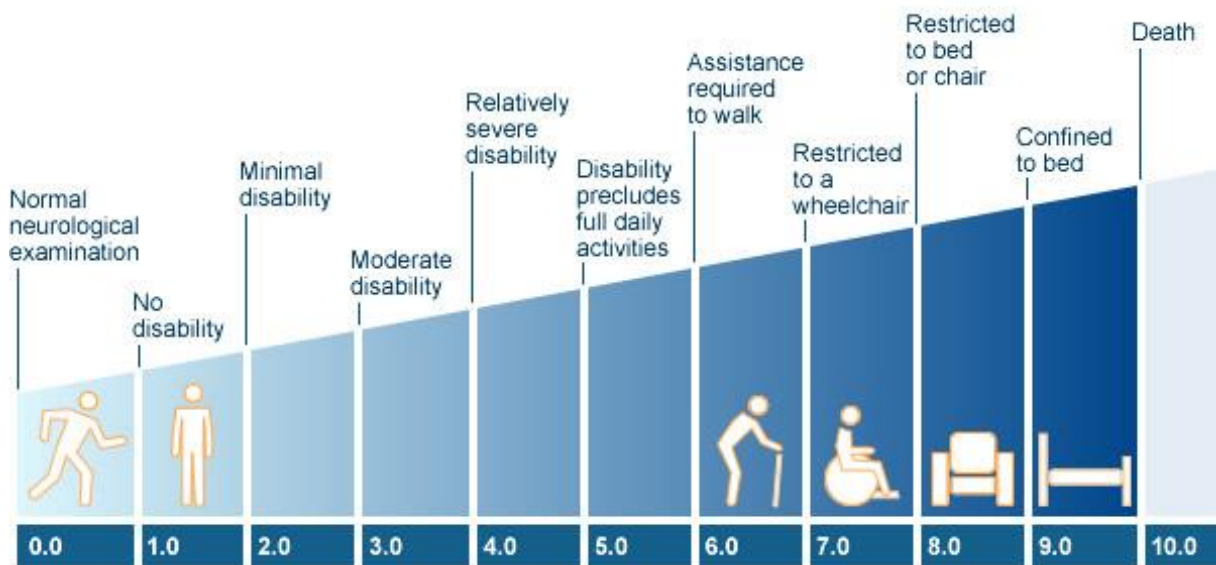 Normal
neurological
examination
No
disability
Minimal
disability
Moderate
disability
Relatively
severe
disability
Disability
precludes
full daily
activities
Assistance
required
to walk
Restricted
to a
wheelchair
Restricted
to bed
or chair
Confined
to bed
Death
0.0
1.0
2.0
3.0
4.0
5.0
6.0
7.0
8.0
9.0
10.0